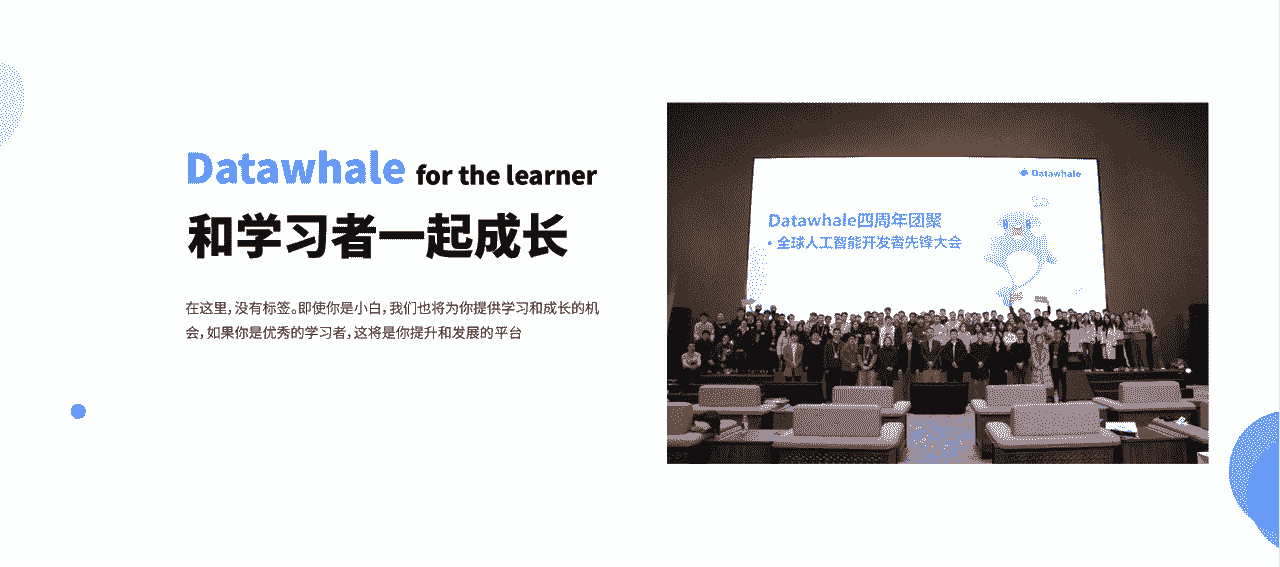 Datawhale for the learner
和学习者一起成长
在这里，没有标签。即使你是小白，我们也将为你提供学习和成长的机
会，如果你是优秀的学习者，这将是你提升和发展的平台
Datawhale
Datawhale四周年团聚
• 全球人工智能开发者先锋大会